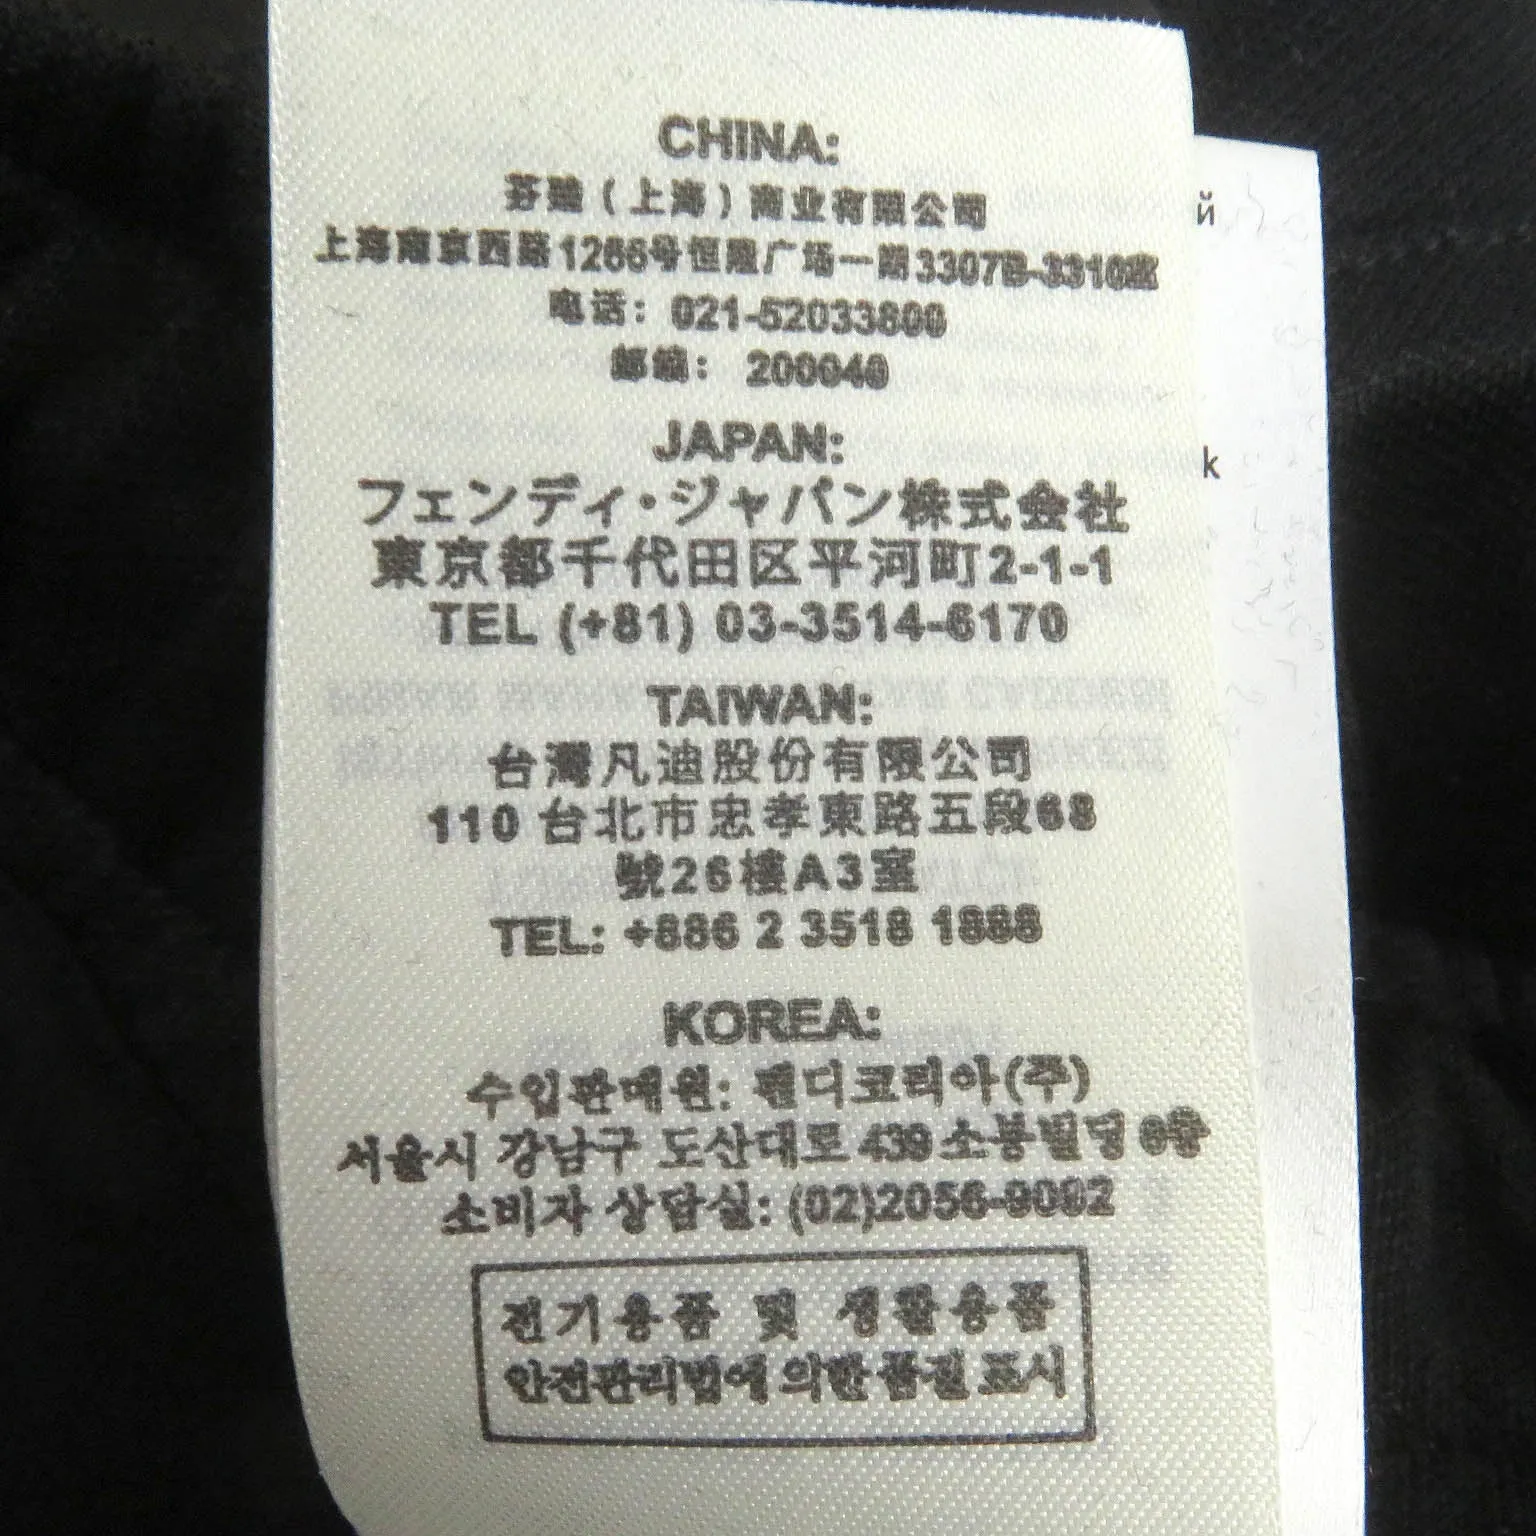 CHINA:
芬迪（上海）商业有限公司
上海南京西路1266号恒隆广场一期3307B-3310室
电话：021-52033800
邮编：200040
JAPAN:
フェンディ・ジャパン株式会社
東京都千代田区平河町2-1-1
TEL (+81) 03-3514-6170
TAIWAN:
台灣凡迪股份有限公司
110 台北市忠孝東路五段68
號26樓A3室
TEL: +886 2 3518 1888
KOREA:
수입판매원: 펜디코리아(주)
서울시 강남구 도산대로 439 소봉빌딩 6층
소비자 상담실: (02)2056-9092
전기용품 및 생활용품
안전관리법에 의한 품질 표시
й
k